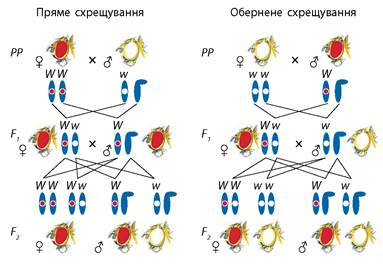 Пряме схрещування
Обернене схрещування
PP ♀ × ♂
W W w
F₁ ♀ W w × ♂ W
W W W w W w
F₂ ♀ ♂
PP ♀ × ♂
w w W
F₁ ♀ W w × ♂ w
W w w w W w
F₂ ♀ ♂